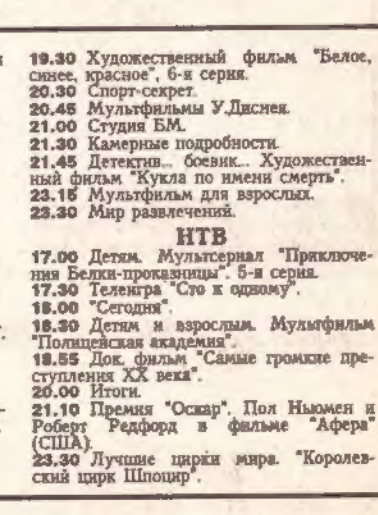 19.30 Художественный фильм "Белое,
синее, красное", 6-я серия.
20.30 Спорт-секрет.
20.45 Мультфильмы У.Диснея.
21.00 Студия БМ.
21.30 Камерные подробности.
21.45 Детектив... боевик... Художествен-
ный фильм "Кукла по имени смерть".
23.15 Мультфильм для взрослых.
23.30 Мир развлечений.
НТВ
17.00 Детям. Мультсериал "Приключе-
ния Белки-проказницы". 5-я серия.
17.30 Телеигра "Сто к одному".
18.00 "Сегодня".
18.30 Детям и взрослым. Мультфильм
"Полицейская академия".
18.55 Док. фильм "Самые громкие пре-
ступления XX века".
20.00 Итоги.
21.10 Премия "Оскар". Пол Ньюмен и
Роберт Редфорд в фильме "Афера"
(США).
23.30 Лучшие цирки мира. "Королев-
ский цирк Шпоцир".